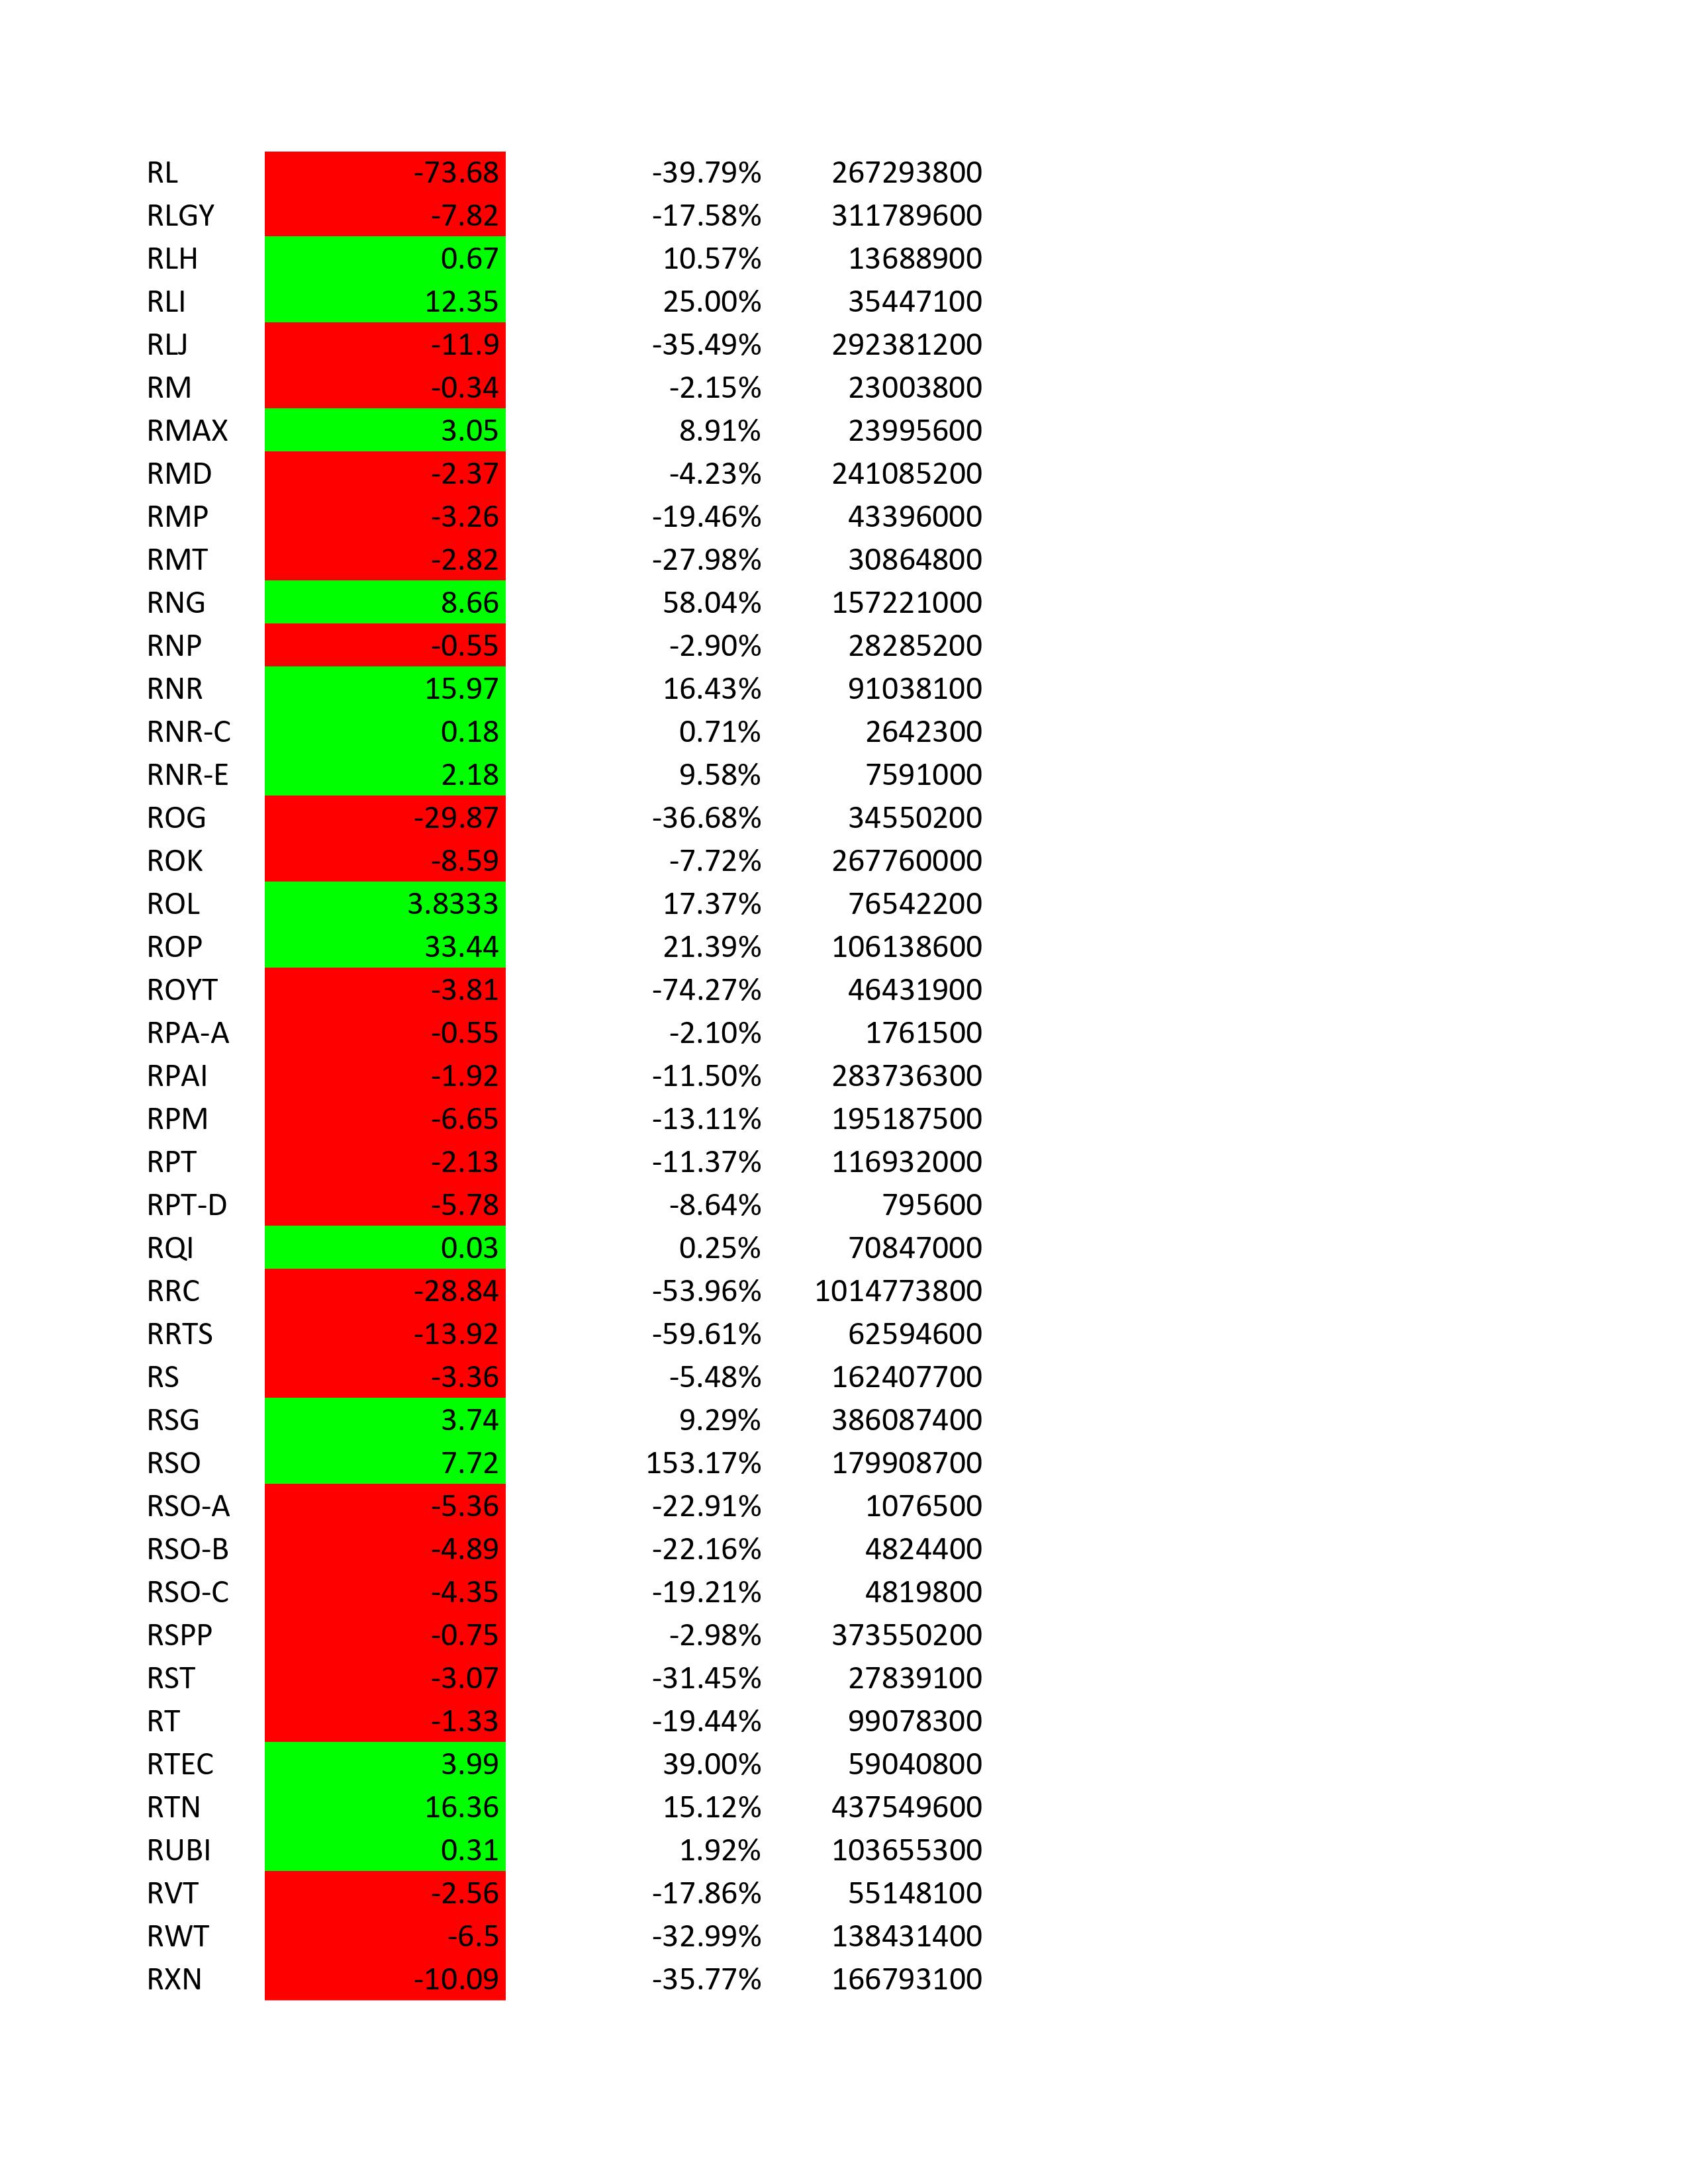 RL -73.68 -39.79% 267293800
RLGY -7.82 -17.58% 311789600
RLH 0.67 10.57% 13688900
RLI 12.35 25.00% 35447100
RLJ -11.9 -35.49% 292381200
RM -0.34 -2.15% 23003800
RMAX 3.05 8.91% 23995600
RMD -2.37 -4.23% 241085200
RMP -3.26 -19.46% 43396000
RMT -2.82 -27.98% 30864800
RNG 8.66 58.04% 157221000
RNP -0.55 -2.90% 28285200
RNR 15.97 16.43% 91038100
RNR-C 0.18 0.71% 2642300
RNR-E 2.18 9.58% 7591000
ROG -29.87 -36.68% 34550200
ROK -8.59 -7.72% 267760000
ROL 3.8333 17.37% 76542200
ROP 33.44 21.39% 106138600
ROYT -3.81 -74.27% 46431900
RPA-A -0.55 -2.10% 1761500
RPAI -1.92 -11.50% 283736300
RPM -6.65 -13.11% 195187500
RPT -2.13 -11.37% 116932000
RPT-D -5.78 -8.64% 795600
RQI 0.03 0.25% 70847000
RRC -28.84 -53.96% 1014773800
RRTS -13.92 -59.61% 62594600
RS -3.36 -5.48% 162407700
RSG 3.74 9.29% 386087400
RSO 7.72 153.17% 179908700
RSO-A -5.36 -22.91% 1076500
RSO-B -4.89 -22.16% 4824400
RSO-C -4.35 -19.21% 4819800
RSPP -0.75 -2.98% 373550200
RST -3.07 -31.45% 27839100
RT -1.33 -19.44% 99078300
RTEC 3.99 39.00% 59040800
RTN 16.36 15.12% 437549600
RUBI 0.31 1.92% 103655300
RVT -2.56 -17.86% 55148100
RWT -6.5 -32.99% 138431400
RXN -10.09 -35.77% 166793100